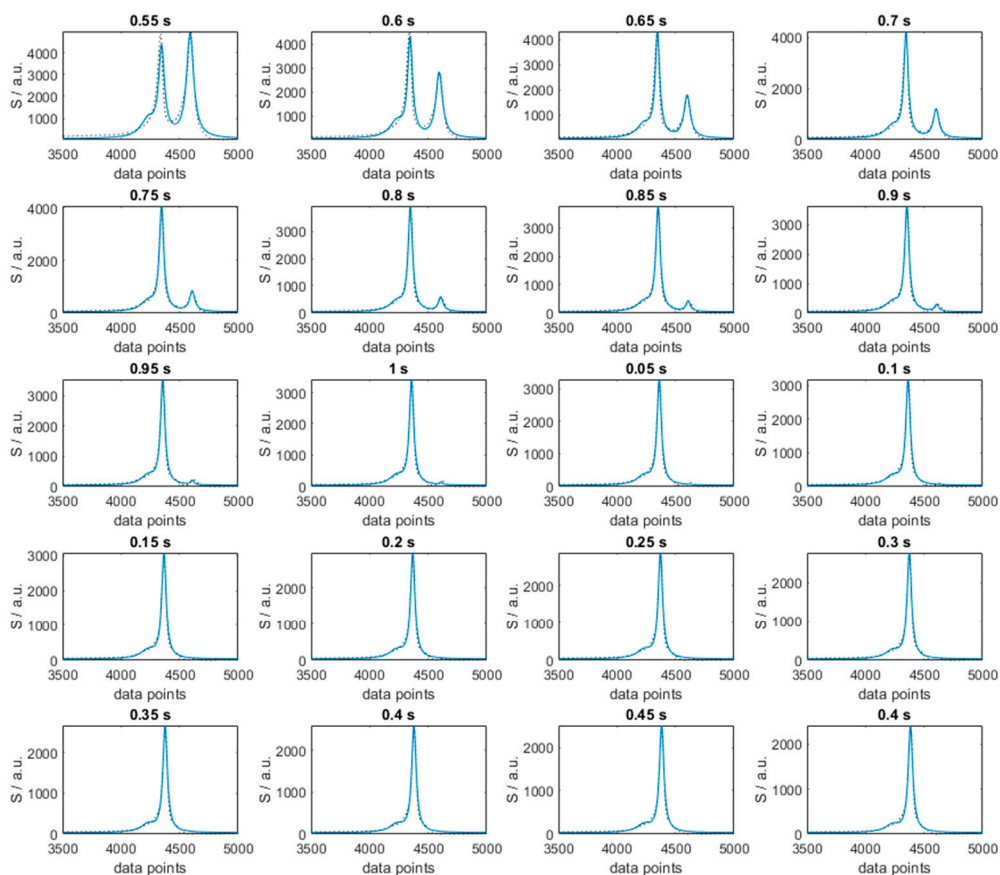 0.55 s 0.6 s 0.65 s 0.7 s
S / a.u. 4000 3000 2000 1000 S / a.u. 4000 3000 2000 1000 S / a.u. 4000 3000 2000 1000 0 S / a.u. 4000 3000 2000 1000 0
3500 4000 4500 5000 3500 4000 4500 5000 3500 4000 4500 5000 3500 4000 4500 5000
data points data points data points data points
0.75 s 0.8 s 0.85 s 0.9 s
S / a.u. 4000 2000 0 S / a.u. 3000 2000 1000 0 S / a.u. 3000 2000 1000 0 S / a.u. 3000 2000 1000 0
3500 4000 4500 5000 3500 4000 4500 5000 3500 4000 4500 5000 3500 4000 4500 5000
data points data points data points data points
0.95 s 1 s 0.05 s 0.1 s
S / a.u. 3000 2000 1000 0 S / a.u. 3000 2000 1000 0 S / a.u. 3000 2000 1000 0 S / a.u. 3000 2000 1000 0
3500 4000 4500 5000 3500 4000 4500 5000 3500 4000 4500 5000 3500 4000 4500 5000
data points data points data points data points
0.15 s 0.2 s 0.25 s 0.3 s
S / a.u. 3000 2000 1000 0 S / a.u. 2000 1000 0 S / a.u. 2000 1000 0 S / a.u. 2000 1000 0
3500 4000 4500 5000 3500 4000 4500 5000 3500 4000 4500 5000 3500 4000 4500 5000
data points data points data points data points
0.35 s 0.4 s 0.45 s 0.4 s
S / a.u. 2000 1000 0 S / a.u. 2000 1000 0 S / a.u. 2000 1000 0 S / a.u. 2000 1000 0
3500 4000 4500 5000 3500 4000 4500 5000 3500 4000 4500 5000 3500 4000 4500 5000
data points data points data points data points